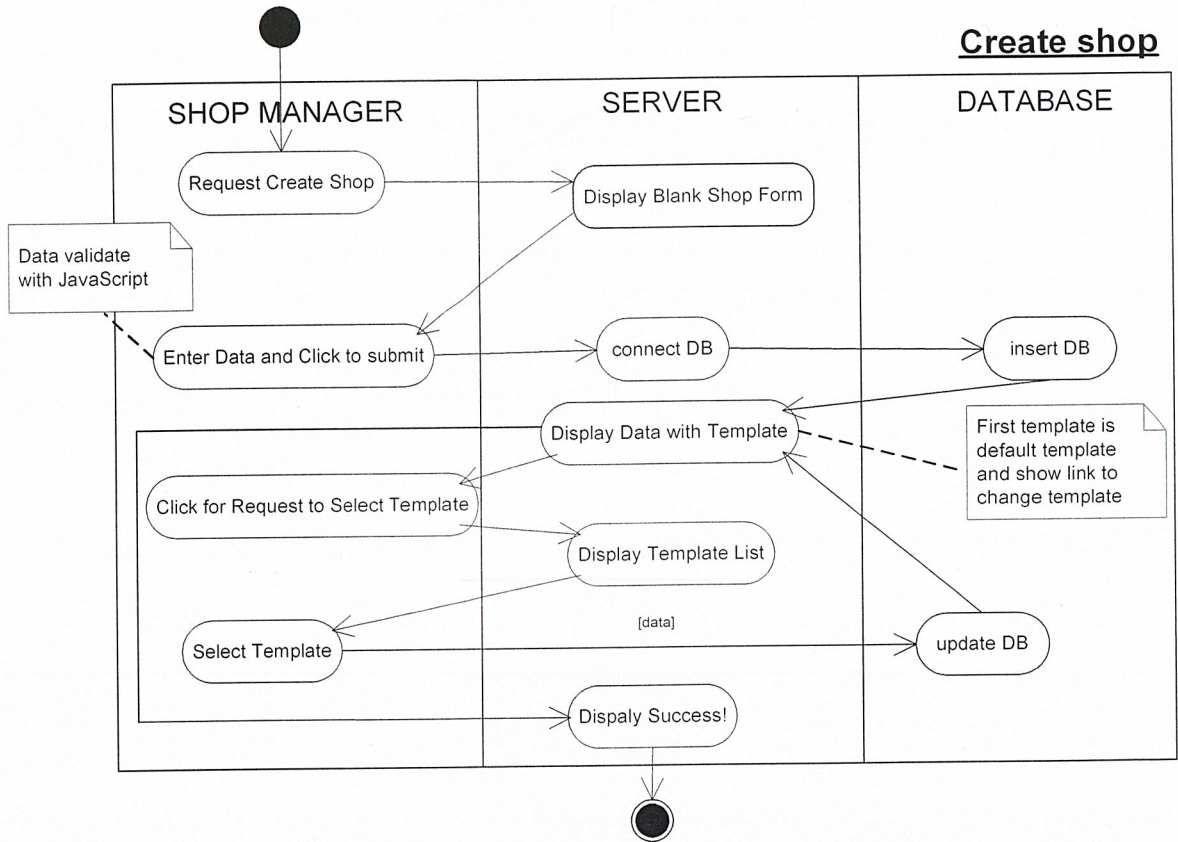 Create shop
SHOP MANAGER
SERVER
DATABASE
Request Create Shop
Display Blank Shop Form
Data validate
with JavaScript
Enter Data and Click to submit
connect DB
insert DB
Display Data with Template
First template is
default template
and show link to
change template
Click for Request to Select Template
Display Template List
[data]
Select Template
update DB
Dispaly Success!